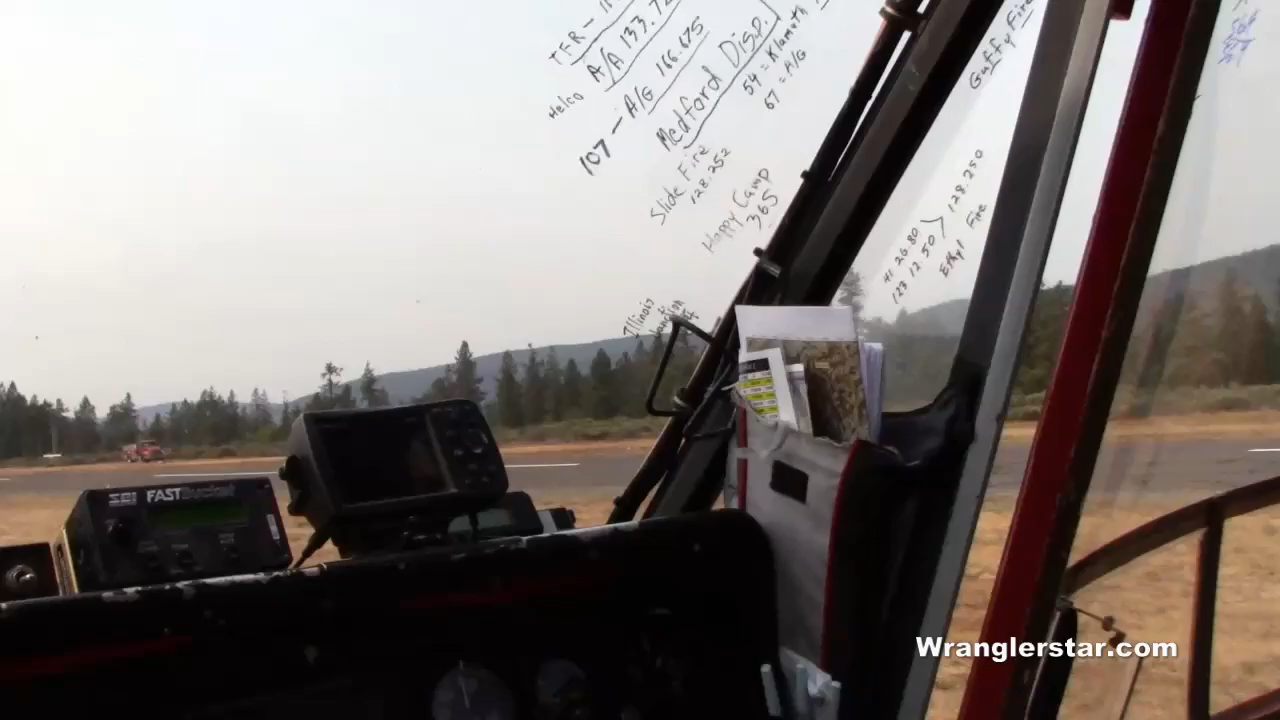 TFR -
A/A 133.72
Helco
107 - A/G 166.675
Medford Disp.
54 = Klamath
67 = A/G
Slide Fire
128.252
Happy Camp
365
Illinois
Guffy Fire
41 26.80 > 128.250
123 12.50
Ethyl Fire
SEI FASTBucket
Wranglerstar.com